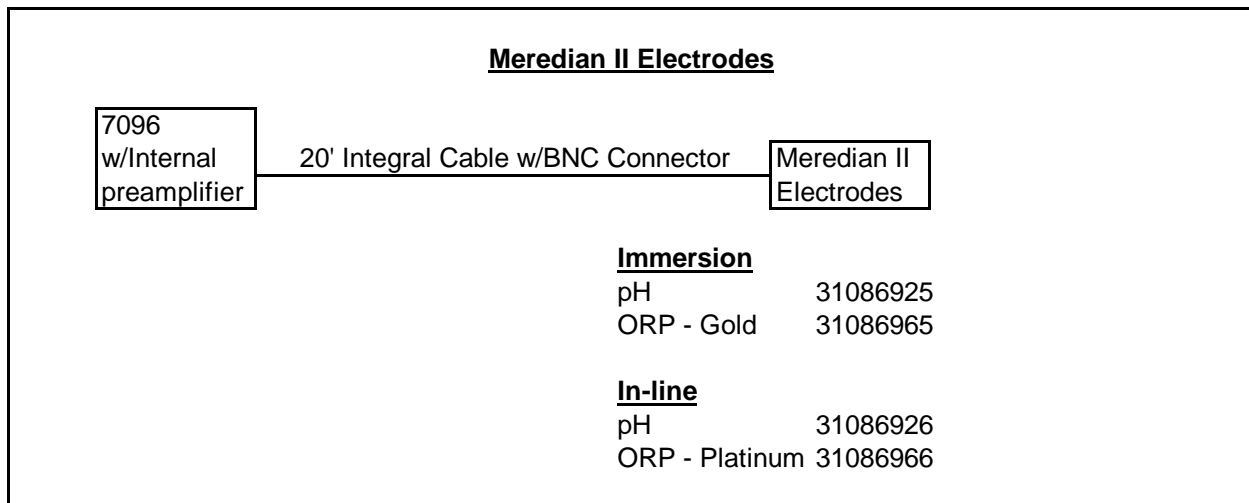 Meredian II Electrodes
7096
w/Internal
preamplifier
20' Integral Cable w/BNC Connector
Meredian II
Electrodes
Immersion
pH 31086925
ORP - Gold 31086965
In-line
pH 31086926
ORP - Platinum 31086966